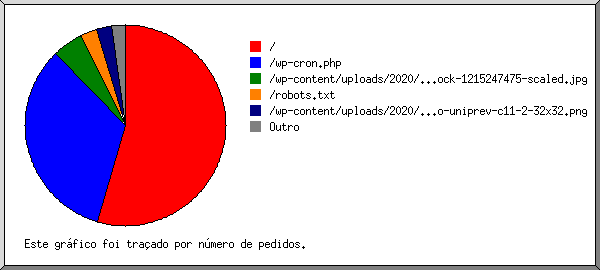 /
/wp-cron.php
/wp-content/uploads/2020/...ock-1215247475-scaled.jpg
/robots.txt
/wp-content/uploads/2020/...o-uniprev-c11-2-32x32.png
Outro
Este gráfico foi traçado por número de pedidos.